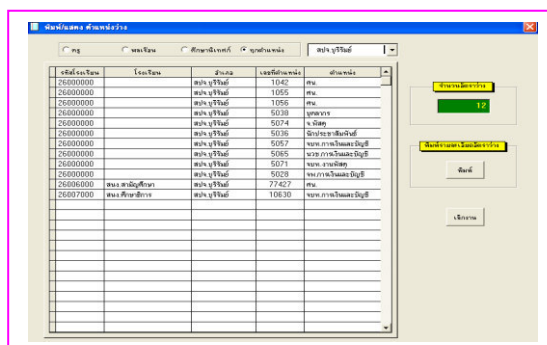 พิมพ์/แสดง ตำแหน่งว่าง
ครู พลเรือน ศึกษานิเทศก์ ทุกตำแหน่ง สปจ.บุรีรัมย์
รหัสโรงเรียน โรงเรียน อำเภอ เลขที่ตำแหน่ง ตำแหน่ง
26000000 สปจ.บุรีรัมย์ 1042 ศน.
26000000 สปจ.บุรีรัมย์ 1055 ศน.
26000000 สปจ.บุรีรัมย์ 1056 ศน.
26000000 สปจ.บุรีรัมย์ 5038 บุคลากร
26000000 สปจ.บุรีรัมย์ 5074 จ.พัสดุ
26000000 สปจ.บุรีรัมย์ 5036 นักประชาสัมพันธ์
26000000 สปจ.บุรีรัมย์ 5057 จบห.การเงินและบัญชี
26000000 สปจ.บุรีรัมย์ 5065 นวช.การเงินและบัญชี
26000000 สปจ.บุรีรัมย์ 5071 จบห.งานพัสดุ
26000000 สปจ.บุรีรัมย์ 5028 จพ.การเงินและบัญชี
26006000 สนง.สามัญศึกษา สปจ.บุรีรัมย์ 77427 ศน.
26007000 สนง.ศึกษาธิการ สปจ.บุรีรัมย์ 10630 จบห.การเงินและบัญชี
จำนวนอัตราว่าง
12
พิมพ์รายละเอียดอัตราว่าง
พิมพ์
เลิกงาน